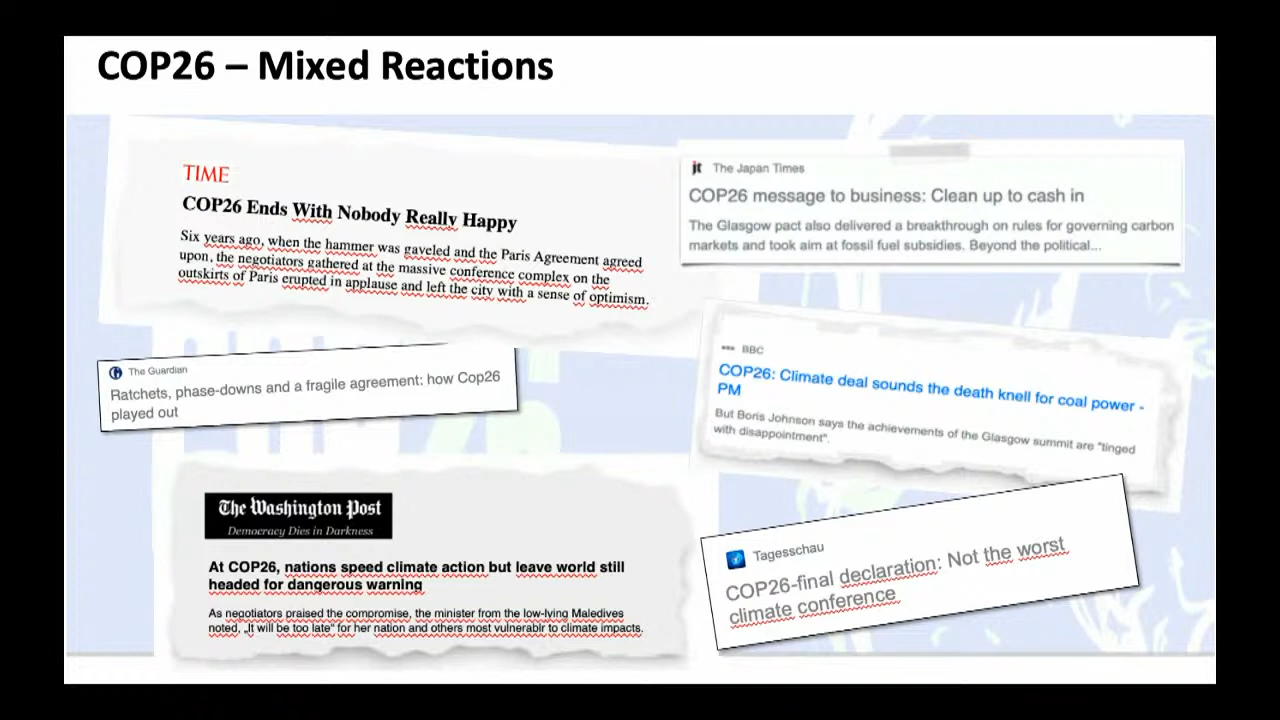 COP26 – Mixed Reactions
TIME
COP26 Ends With Nobody Really Happy
Six years ago, when the hammer was gaveled and the Paris Agreement agreed
upon, the negotiators gathered at the massive conference complex on the
outskirts of Paris erupted in applause and left the city with a sense of optimism.
The Japan Times
COP26 message to business: Clean up to cash in
The Glasgow pact also delivered a breakthrough on rules for governing carbon
markets and took aim at fossil fuel subsidies. Beyond the political...
The Guardian
Ratchets, phase-downs and a fragile agreement: how Cop26
played out
BBC
COP26: Climate deal sounds the death knell for coal power -
PM
But Boris Johnson says the achievements of the Glasgow summit are "tinged
with disappointment".
The Washington Post
Democracy Dies in Darkness
At COP26, nations speed climate action but leave world still
headed for dangerous warning
As negotiators praised the compromise, the minister from the low-lying Maledives
noted, „It will be too late“ for her nation and others most vulnerablr to climate impacts.
Tagesschau
COP26-final declaration: Not the worst
climate conference